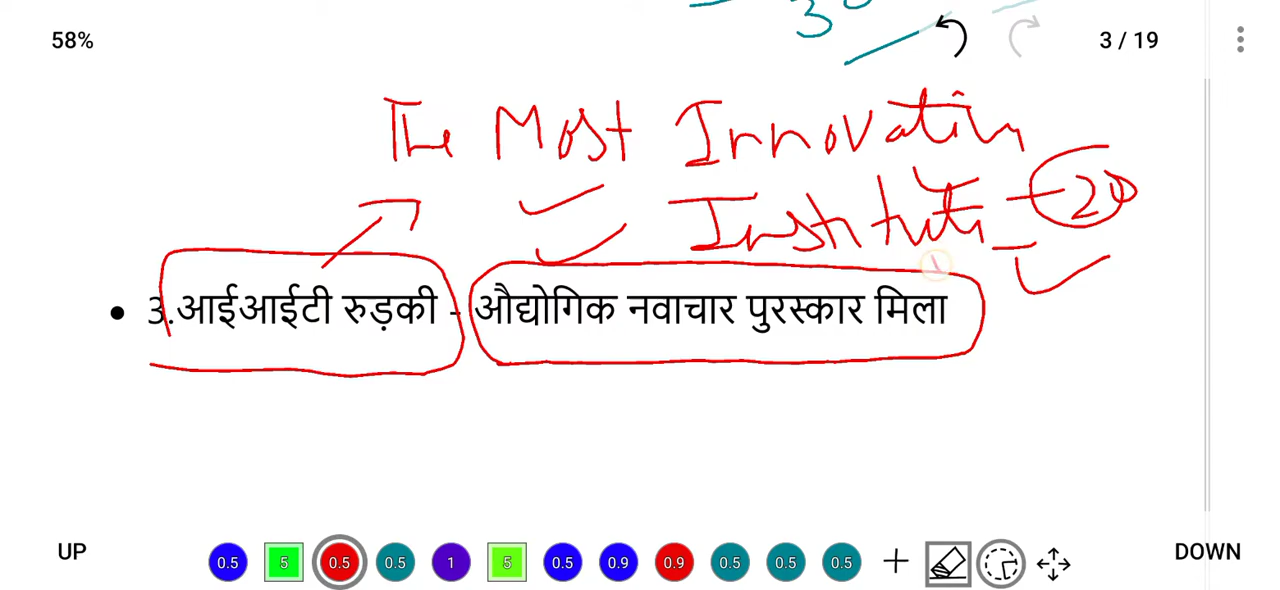 58%
3 / 19
The Most Innovative
Institute - 20
• 3.आईआईटी रुड़की - औद्योगिक नवाचार पुरस्कार मिला
UP
0.5 5 0.5 0.5 1 5 0.5 0.9 0.9 0.5 0.5 0.5
DOWN